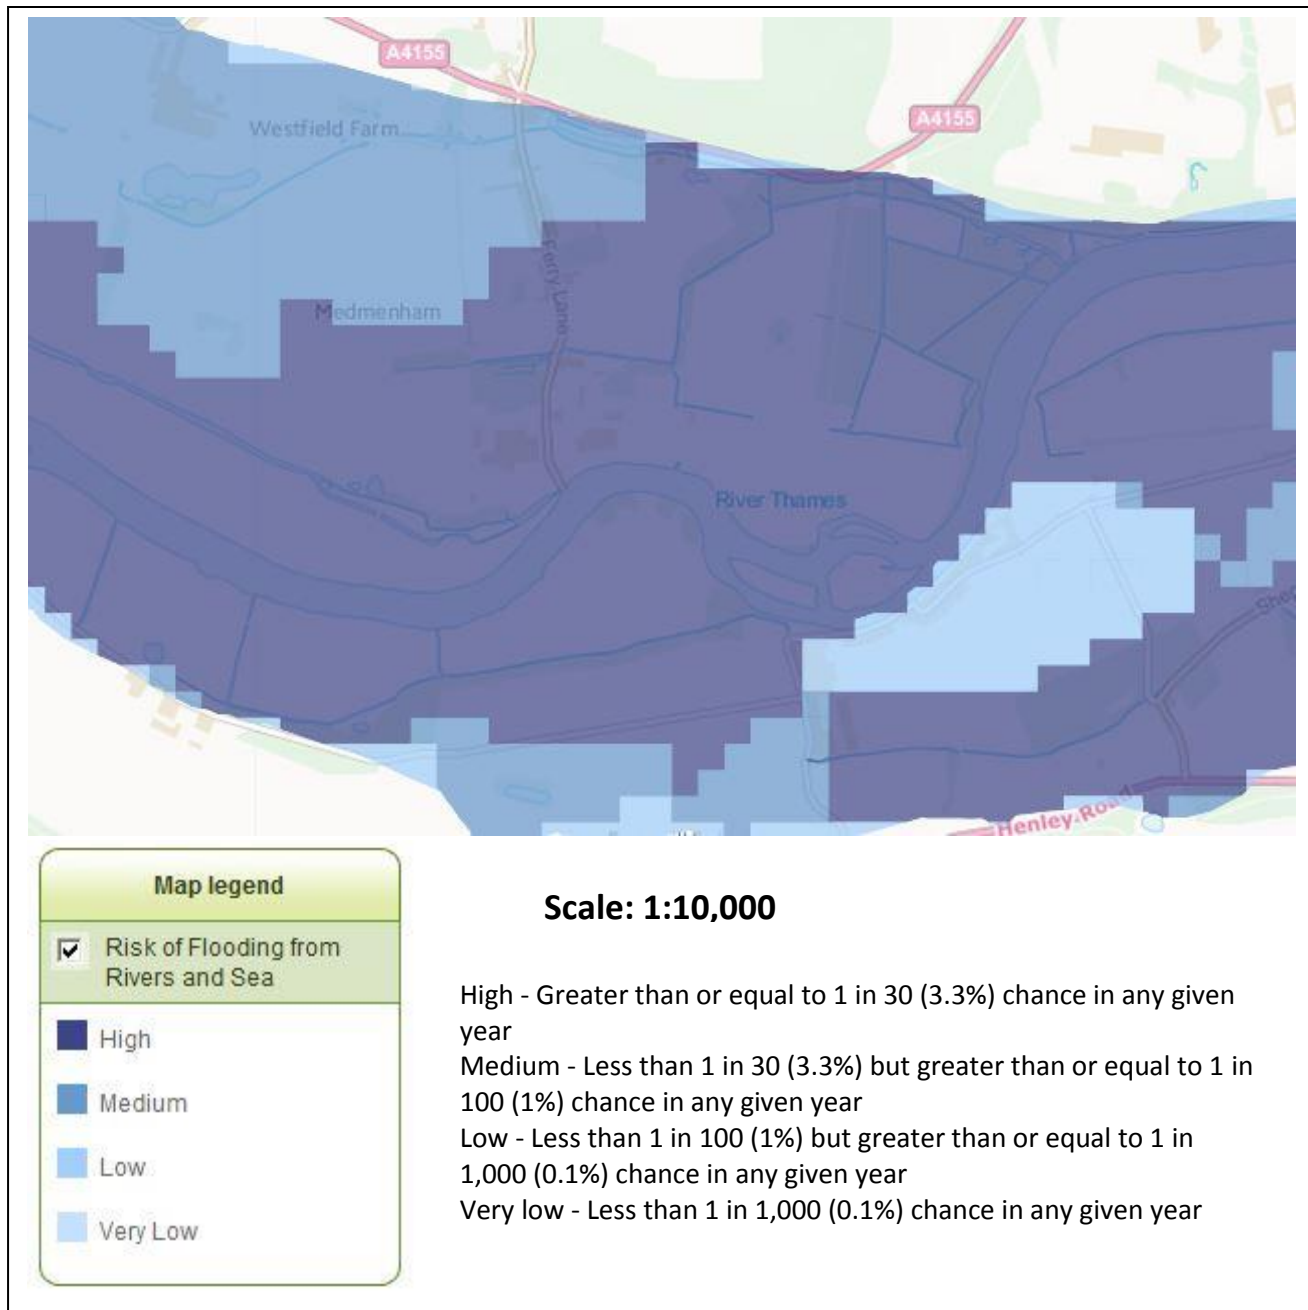 A4155
A4155
Westfield Farm
Ferry Lane
Medmenham
River Thames
Henley Road
Map legend
Risk of Flooding from
Rivers and Sea
High
Medium
Low
Very Low
Scale: 1:10,000
High - Greater than or equal to 1 in 30 (3.3%) chance in any given
year
Medium - Less than 1 in 30 (3.3%) but greater than or equal to 1 in
100 (1%) chance in any given year
Low - Less than 1 in 100 (1%) but greater than or equal to 1 in
1,000 (0.1%) chance in any given year
Very low - Less than 1 in 1,000 (0.1%) chance in any given year